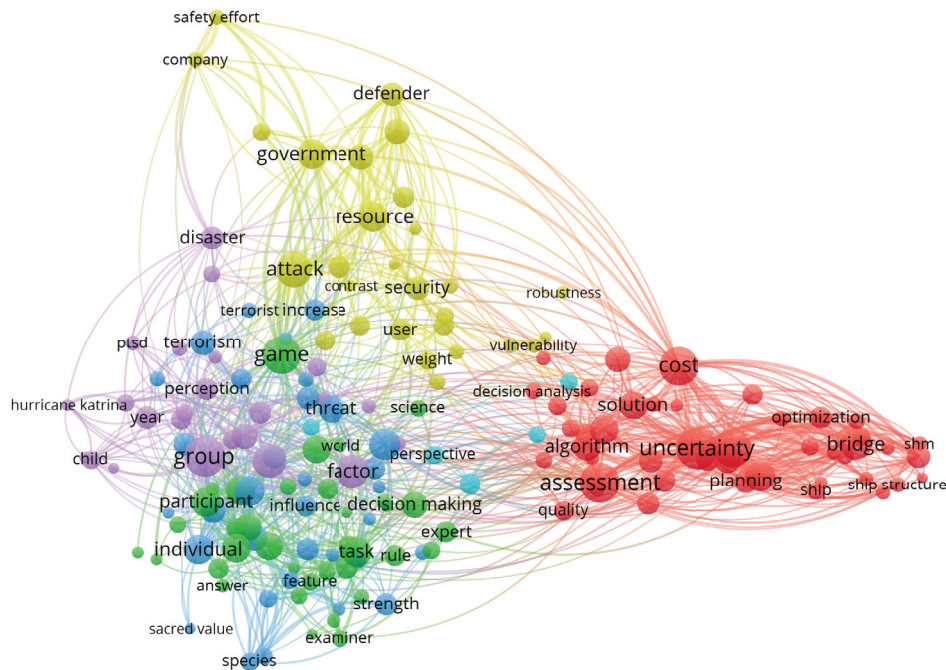 safety effort
company
defender
government
resource
disaster
attack
contrast
security
robustness
terrorist
increase
user
ptsd
terrorism
game
weight
vulnerability
cost
perception
decision analysis
hurricane katrina
year
threat
science
solution
optimization
world
algorithm
uncertainty
bridge
shm
child
group
factor
perspective
assessment
planning
ship
ship structure
participant
influence
decision making
quality
expert
individual
task
rule
answer
feature
strength
sacred value
examiner
species